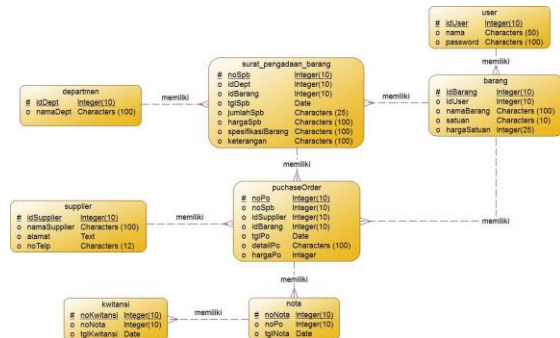 user
# idUser Integer(10)
o nama Characters (50)
o password Characters (100)
memiliki
surat_pengadaan_barang
# noSpb Integer(10)
o idDept Integer(10)
o idBarang Integer(10)
o tglSpb Date
o jumlahSpb Characters (25)
o hargaSpb Characters (100)
o spesifikasiBarang Characters (100)
o keterangan Characters (100)
departmen
# idDept Integer(10)
o namaDept Characters (100)
memiliki
memiliki
barang
# idBarang Integer(10)
o idUser Integer(10)
o namaBarang Characters (100)
o satuan Characters (10)
o hargaSatuan Integer(25)
memiliki
memiliki
puchaseOrder
# noPo Integer(10)
o noSpb Integer(10)
o idSupplier Integer(10)
o idBarang Integer(10)
o tglPo Date
o detailPo Characters (100)
o hargaPo Integer
supplier
# idSupplier Integer(10)
o namaSupplier Characters (100)
o alamat Text
o noTelp Characters (12)
memiliki
memiliki
kwitansi
# noKwitansi Integer(10)
o noNota Integer(10)
o tglKwitansi Date
memiliki
nota
# noNota Integer(10)
o noPo Integer(10)
o tglNota Date